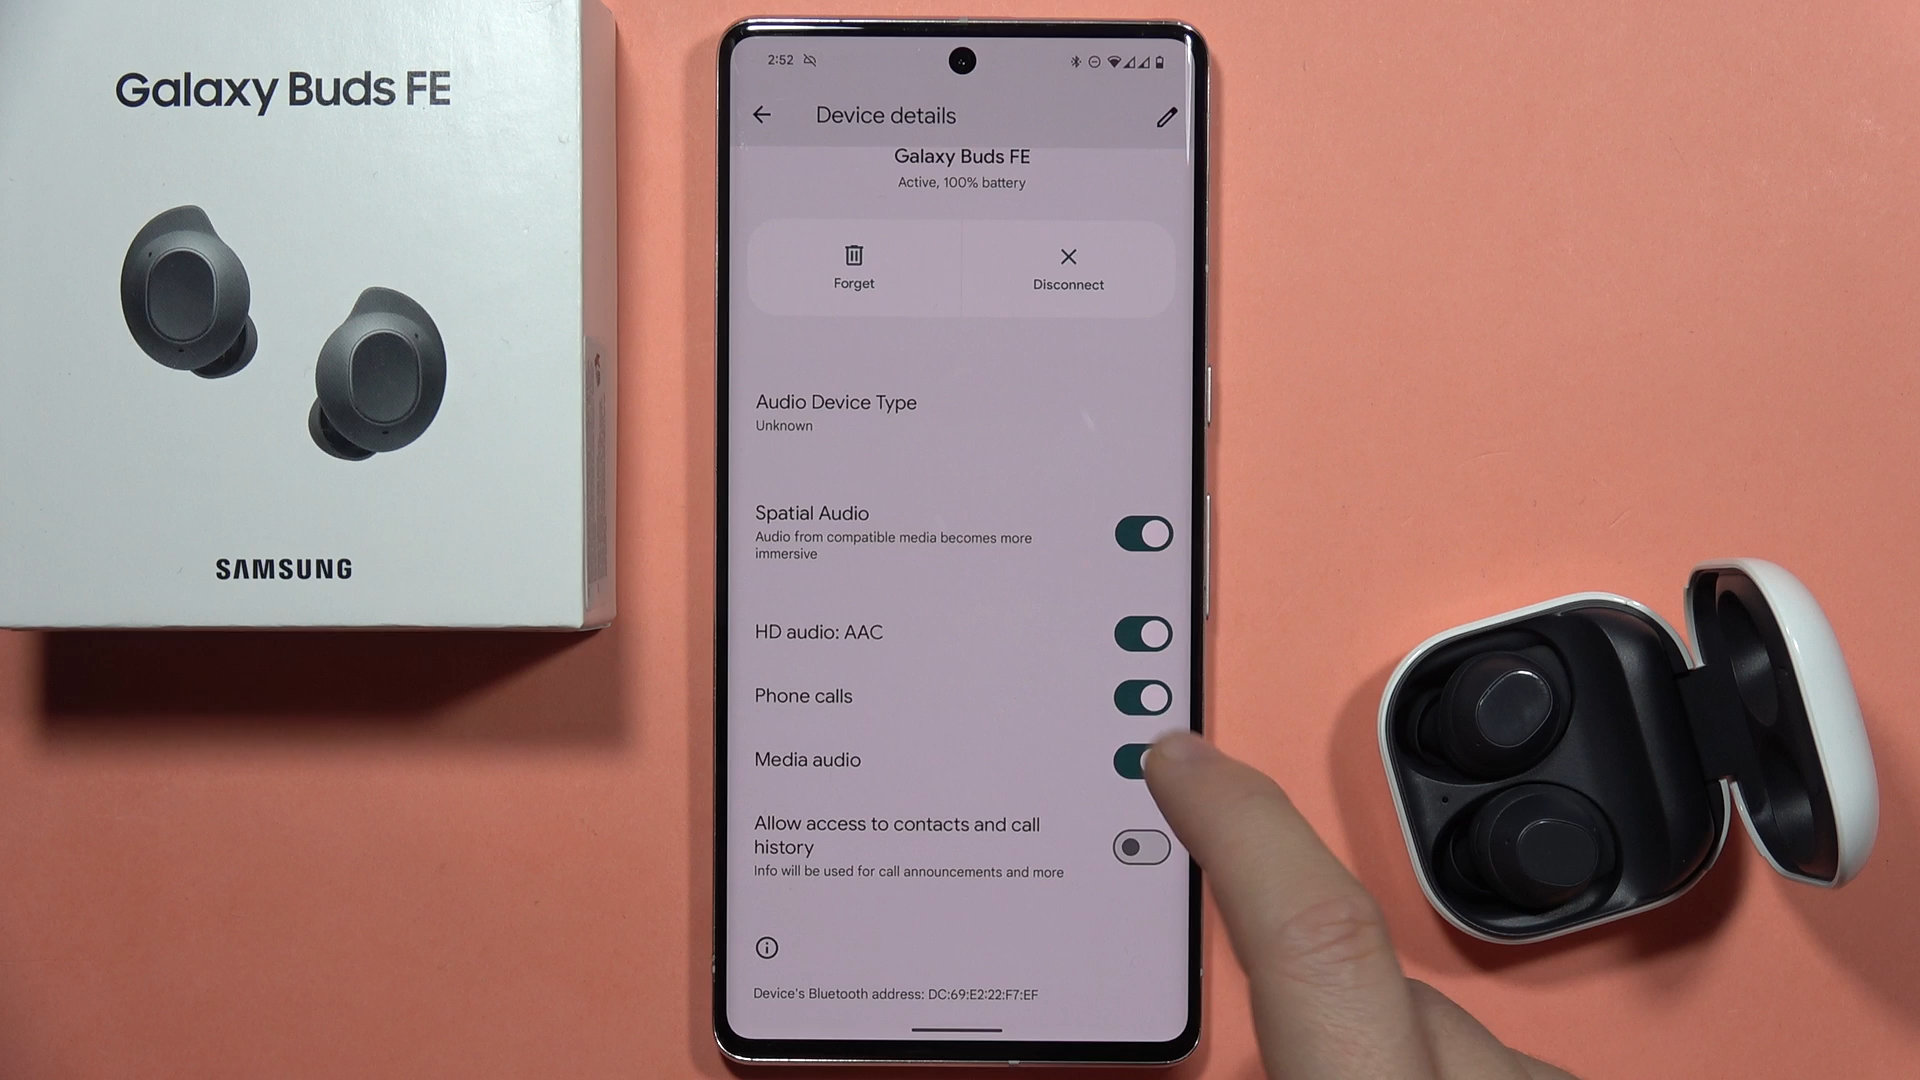 Galaxy Buds FE
SAMSUNG
2:52
Device details
Galaxy Buds FE
Active, 100% battery
Forget
Disconnect
Audio Device Type
Unknown
Spatial Audio
Audio from compatible media becomes more
immersive
HD audio: AAC
Phone calls
Media audio
Allow access to contacts and call
history
Info will be used for call announcements and more
Device's Bluetooth address: DC:69:E2:22:F7:EF